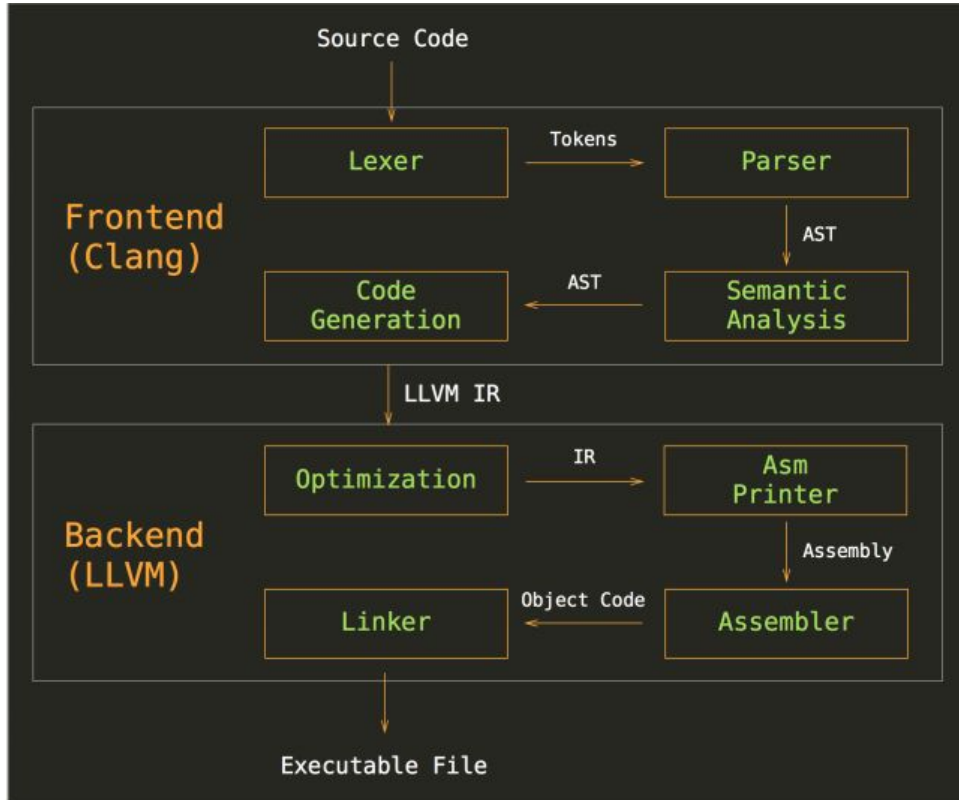 Source Code
Lexer
Tokens
Parser
Frontend
(Clang)
AST
Code
Generation
AST
Semantic
Analysis
LLVM IR
Optimization
IR
Asm
Printer
Backend
(LLVM)
Assembly
Linker
Object Code
Assembler
Executable File